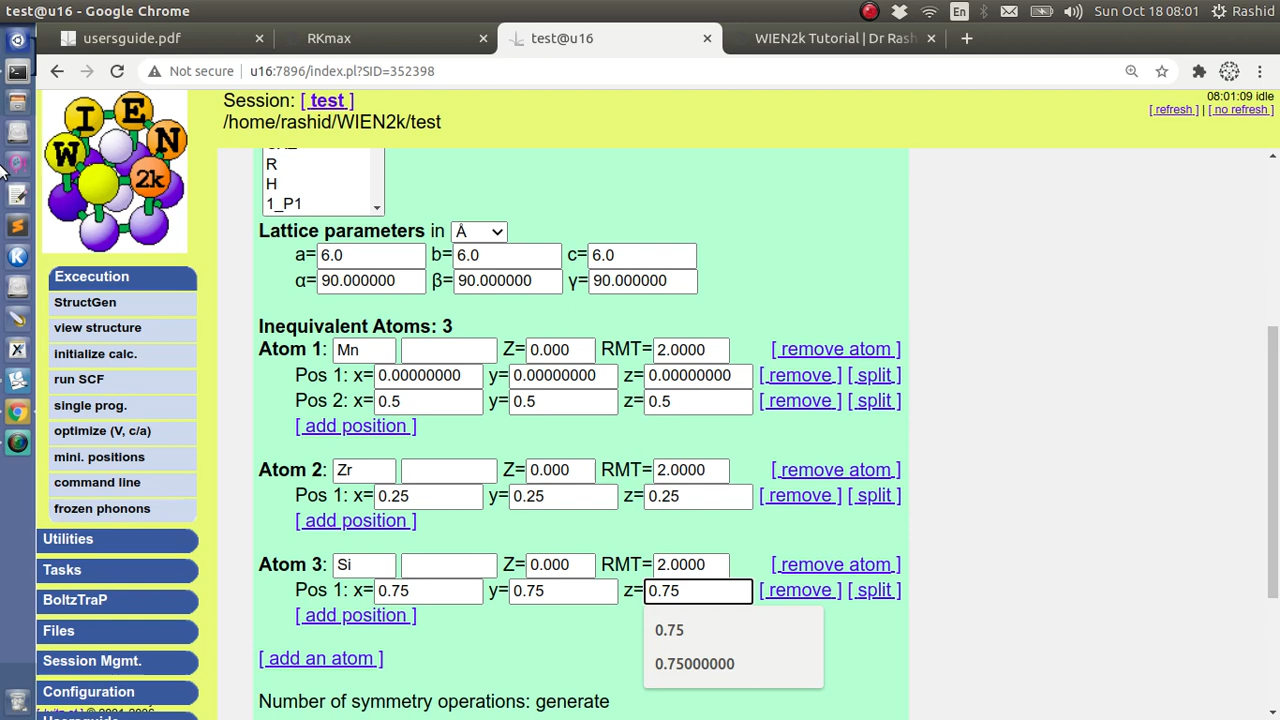 test@u16 - Google Chrome
En
Sun Oct 18 08:01
Rashid
usersguide.pdf
RKmax
test@u16
WIEN2k Tutorial | Dr Rash
Not secure
u16:7896/index.pl?SID=352398
W I E N 2k
Session: [ test ]
/home/rashid/WIEN2k/test
08:01:09 idle
[ refresh ] | [ no refresh ]
Excecution
StructGen
view structure
initialize calc.
run SCF
single prog.
optimize (V, c/a)
mini. positions
command line
frozen phonons
Utilities
Tasks
BoltzTraP
Files
Session Mgmt.
Configuration
R
H
1_P1
Lattice parameters in Å
a= 6.0 b= 6.0 c= 6.0
α= 90.000000 β= 90.000000 γ= 90.000000
Inequivalent Atoms: 3
Atom 1: Mn Z= 0.000 RMT= 2.0000 [ remove atom ]
Pos 1: x= 0.00000000 y= 0.00000000 z= 0.00000000 [ remove ] [ split ]
Pos 2: x= 0.5 y= 0.5 z= 0.5 [ remove ] [ split ]
[ add position ]
Atom 2: Zr Z= 0.000 RMT= 2.0000 [ remove atom ]
Pos 1: x= 0.25 y= 0.25 z= 0.25 [ remove ] [ split ]
[ add position ]
Atom 3: Si Z= 0.000 RMT= 2.0000 [ remove atom ]
Pos 1: x= 0.75 y= 0.75 z= 0.75 [ remove ] [ split ]
[ add position ]
0.75
0.75000000
[ add an atom ]
Number of symmetry operations: generate